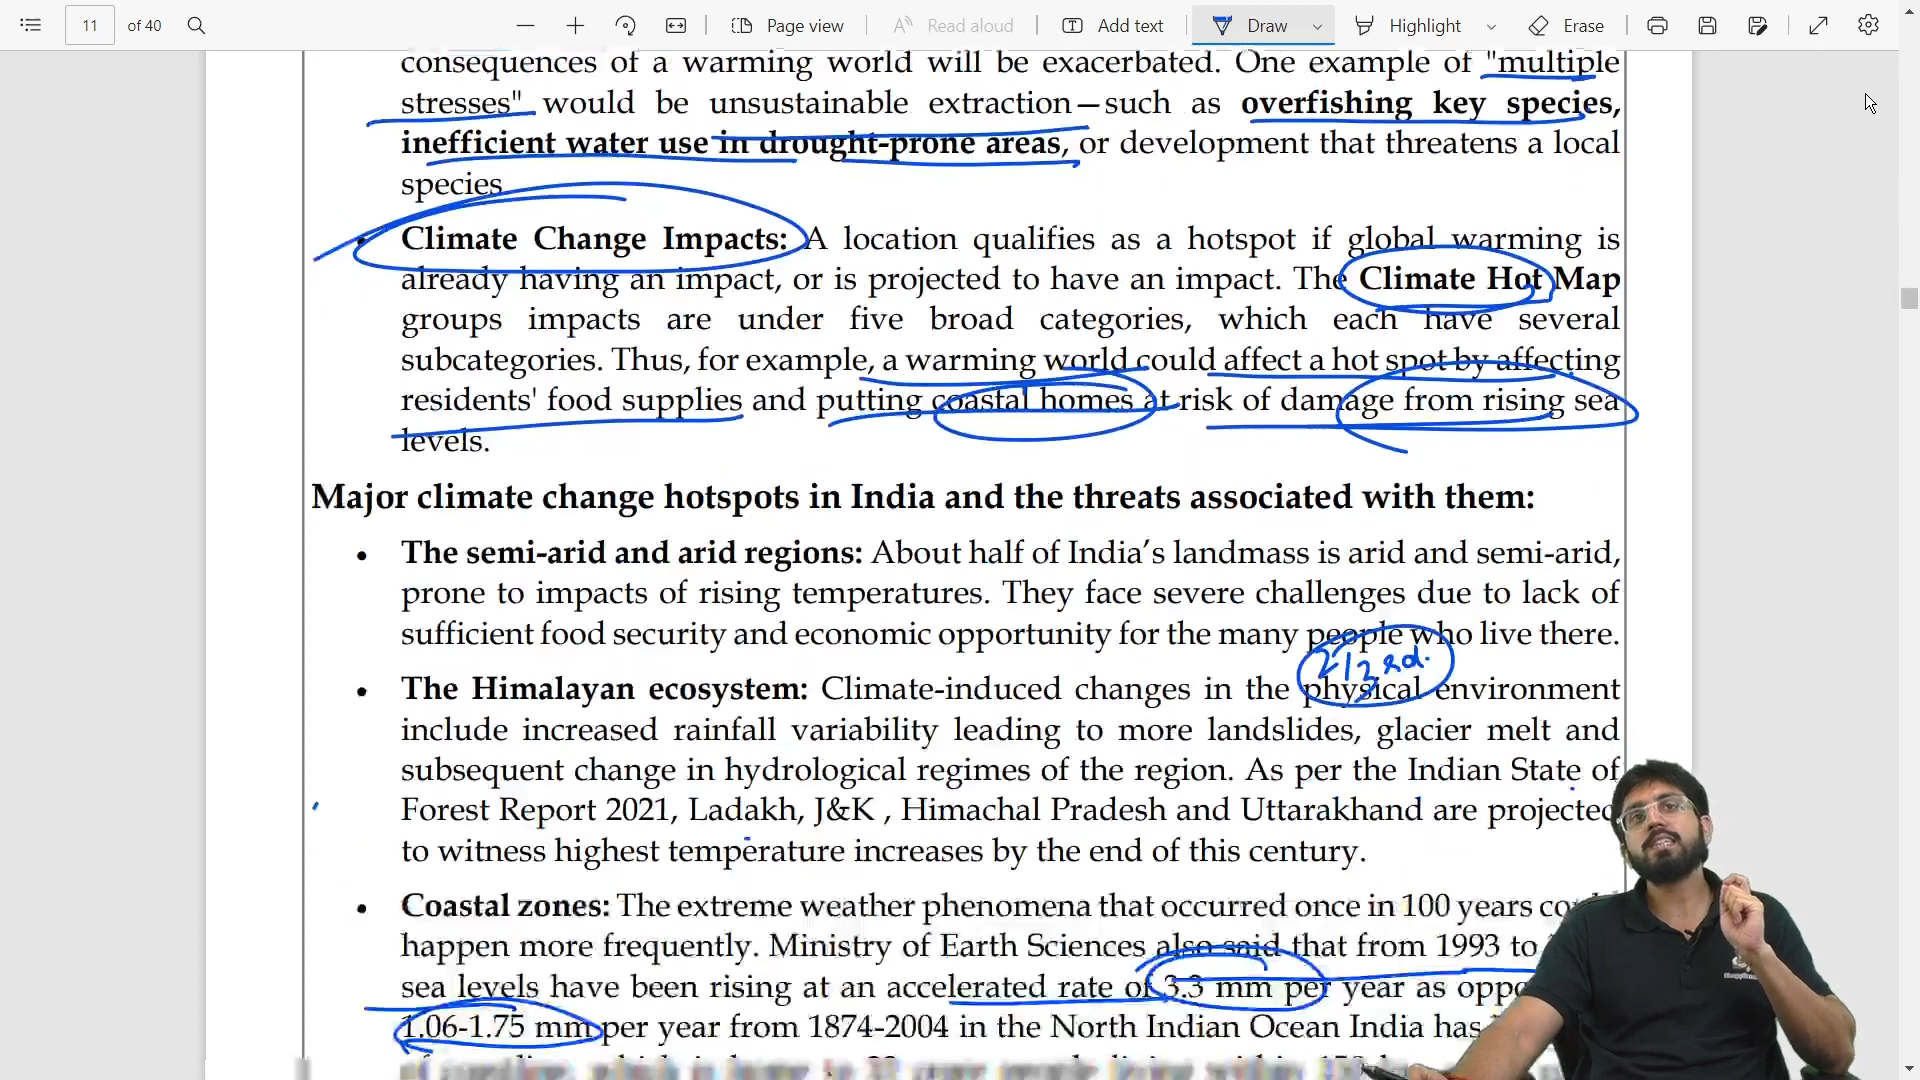 11 of 40 Page view Read aloud Add text Draw Highlight Erase
consequences of a warming world will be exacerbated. One example of "multiple
stresses" would be unsustainable extraction—such as overfishing key species,
inefficient water use in drought-prone areas, or development that threatens a local
species.
• Climate Change Impacts: A location qualifies as a hotspot if global warming is
already having an impact, or is projected to have an impact. The Climate Hot Map
groups impacts are under five broad categories, which each have several
subcategories. Thus, for example, a warming world could affect a hot spot by affecting
residents' food supplies and putting coastal homes at risk of damage from rising sea
levels.
Major climate change hotspots in India and the threats associated with them:
• The semi-arid and arid regions: About half of India's landmass is arid and semi-arid,
prone to impacts of rising temperatures. They face severe challenges due to lack of
sufficient food security and economic opportunity for the many people who live there.
2/3rd.
• The Himalayan ecosystem: Climate-induced changes in the physical environment
include increased rainfall variability leading to more landslides, glacier melt and
subsequent change in hydrological regimes of the region. As per the Indian State of
Forest Report 2021, Ladakh, J&K , Himachal Pradesh and Uttarakhand are projected
to witness highest temperature increases by the end of this century.
• Coastal zones: The extreme weather phenomena that occurred once in 100 years
happen more frequently. Ministry of Earth Sciences also said that from 1993 to
sea levels have been rising at an accelerated rate of 3.3 mm per year as
1.06-1.75 mm per year from 1874-2004 in the North Indian Ocean India has